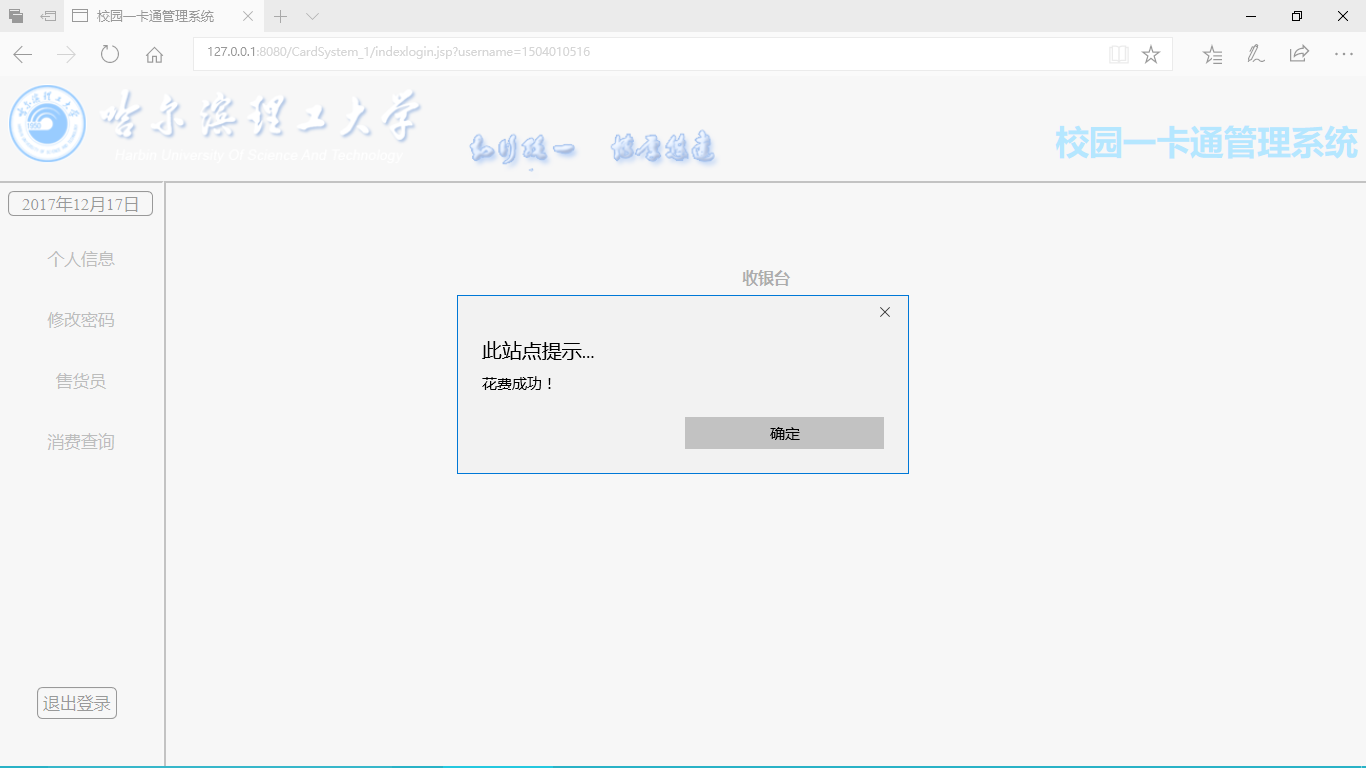 校园一卡通管理系统
127.0.0.1:8080/CardSystem_1/indexlogin.jsp?username=1504010516
哈尔滨理工大学
Harbin University Of Science And Technology
校园一卡通管理系统
2017年12月17日
个人信息
修改密码
售货员
消费查询
退出登录
收银台
此站点提示...
花费成功！
确定